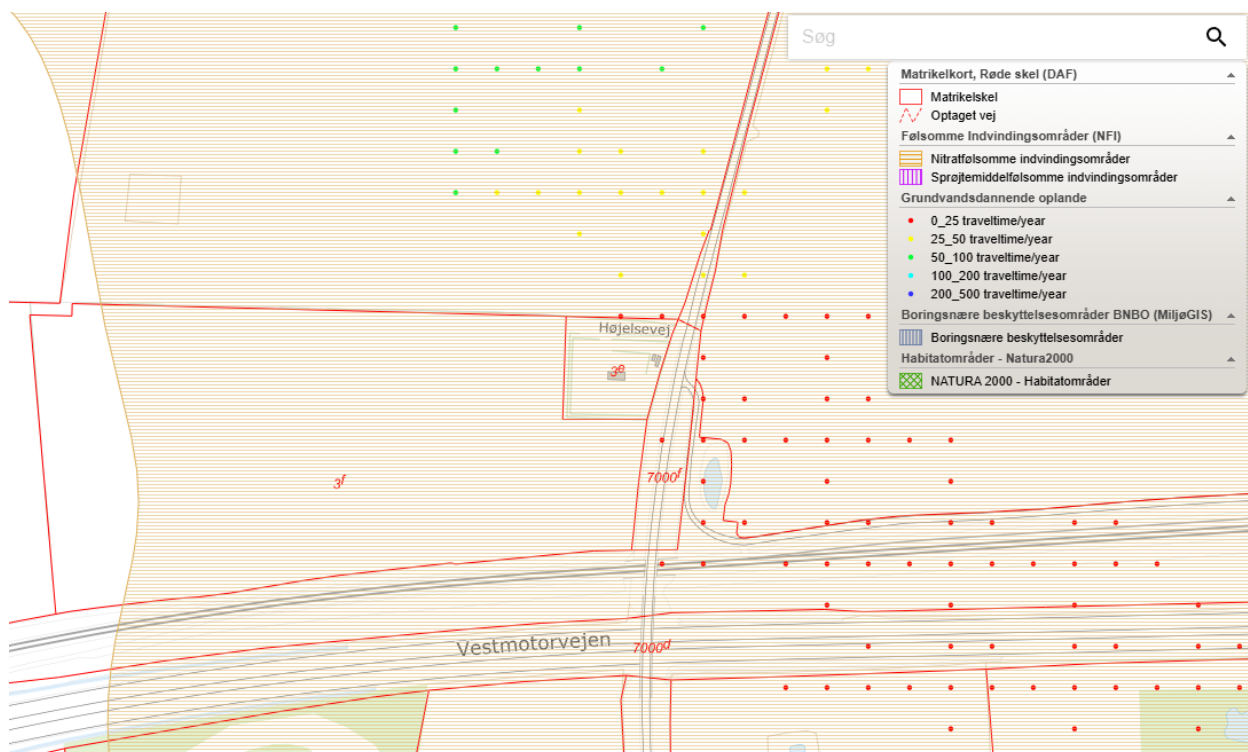 Søg
Matrikelkort, Røde skel (DAF)
Matrikelskel
Optaget vej
Følsomme Indvindingsområder (NFI)
Nitratfølsomme indvindingsområder
Sprøjtemiddelfølsomme indvindingsområder
Grundvandsdannende oplande
0_25 traveltime/year
25_50 traveltime/year
50_100 traveltime/year
100_200 traveltime/year
200_500 traveltime/year
Boringsnære beskyttelsesområder BNBO (MiljøGIS)
Boringsnære beskyttelsesområder
Habitatområder - Natura2000
NATURA 2000 - Habitatområder
Højelsevej
3e
3f
7000f
Vestmotorvejen
7000d